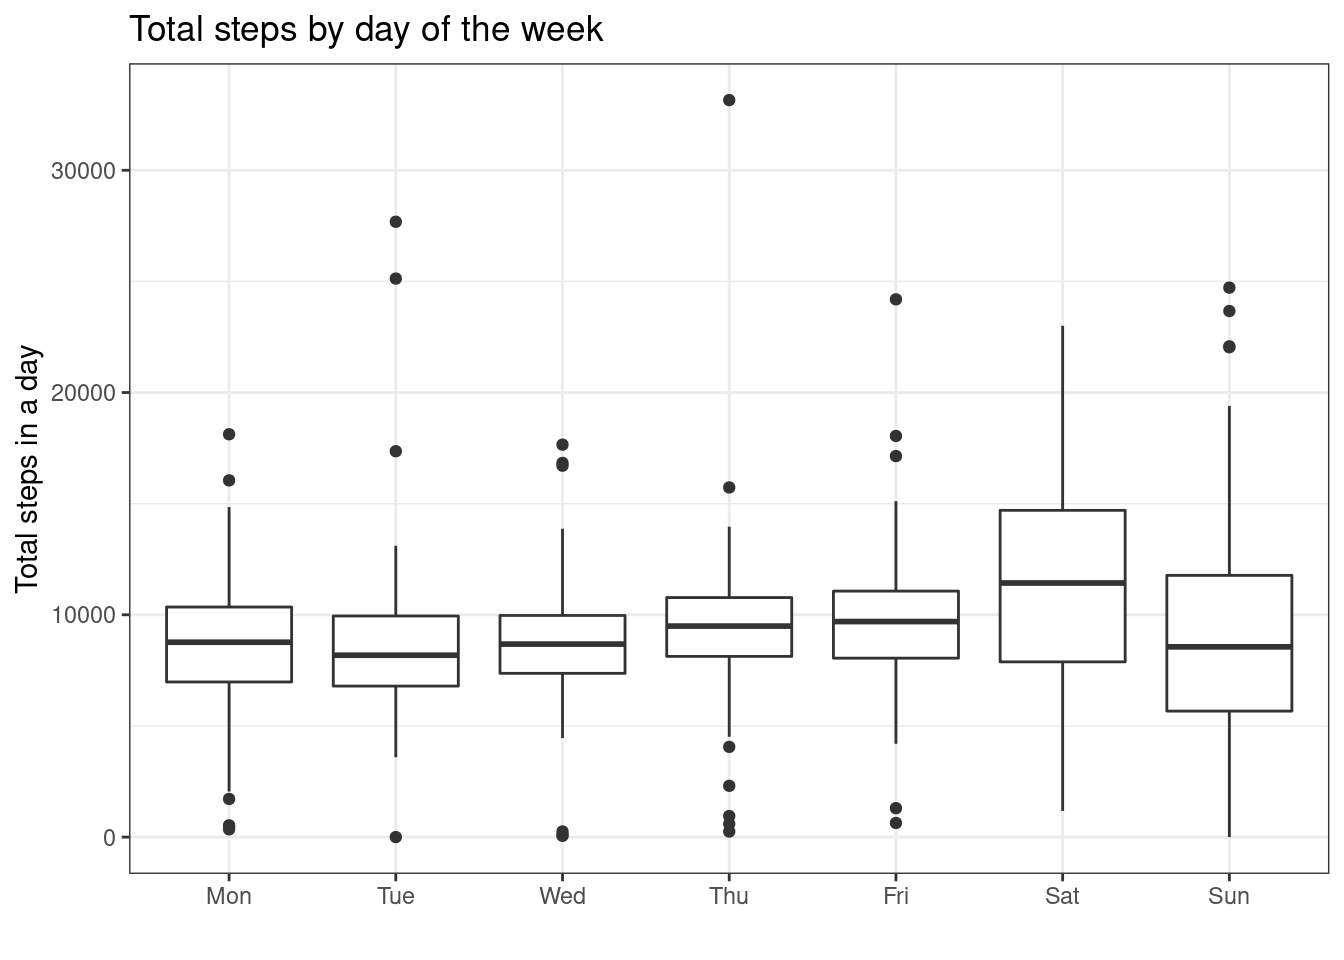 Total steps by day of the week
Total steps in a day
30000
20000
10000
0
Mon Tue Wed Thu Fri Sat Sun